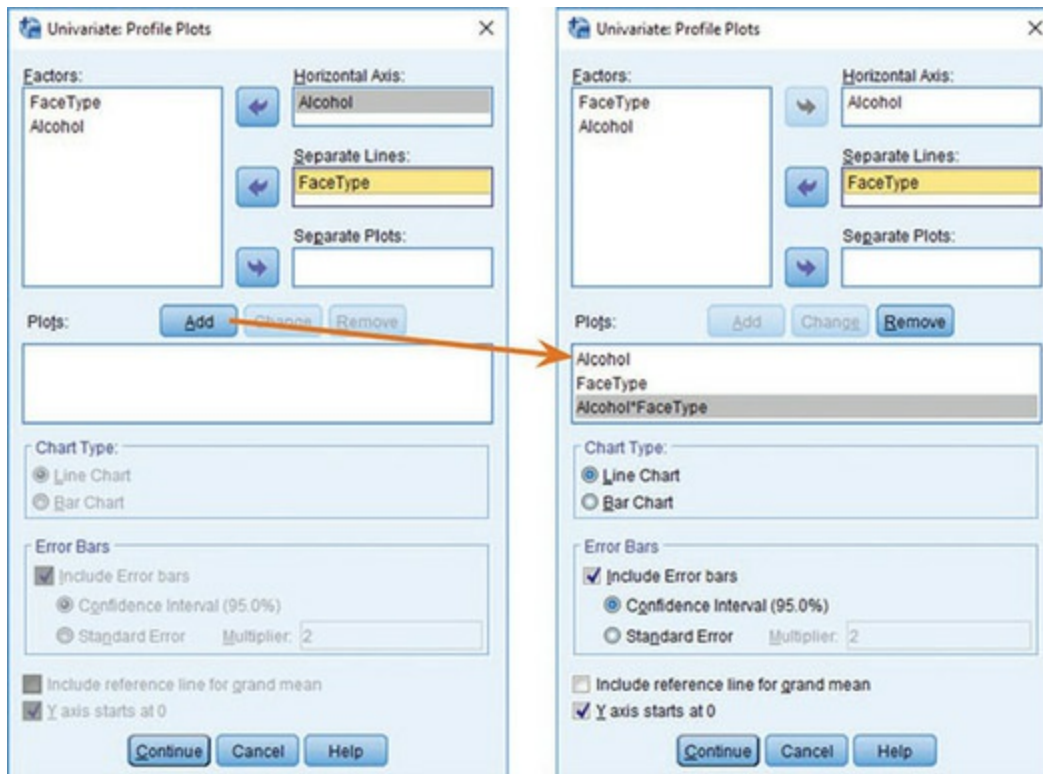 Univariate: Profile Plots
Factors:
FaceType
Alcohol
Horizontal Axis:
Alcohol
Separate Lines:
FaceType
Separate Plots:
Plots:
Add
Change
Remove
Chart Type:
Line Chart
Bar Chart
Error Bars
Include Error bars
Confidence Interval (95.0%)
Standard Error Multiplier: 2
Include reference line for grand mean
Y axis starts at 0
Continue Cancel Help
Univariate: Profile Plots
Factors:
FaceType
Alcohol
Horizontal Axis:
Alcohol
Separate Lines:
FaceType
Separate Plots:
Plots:
Add
Change
Remove
Alcohol
FaceType
Alcohol*FaceType
Chart Type:
Line Chart
Bar Chart
Error Bars
Include Error bars
Confidence Interval (95.0%)
Standard Error Multiplier: 2
Include reference line for grand mean
Y axis starts at 0
Continue Cancel Help